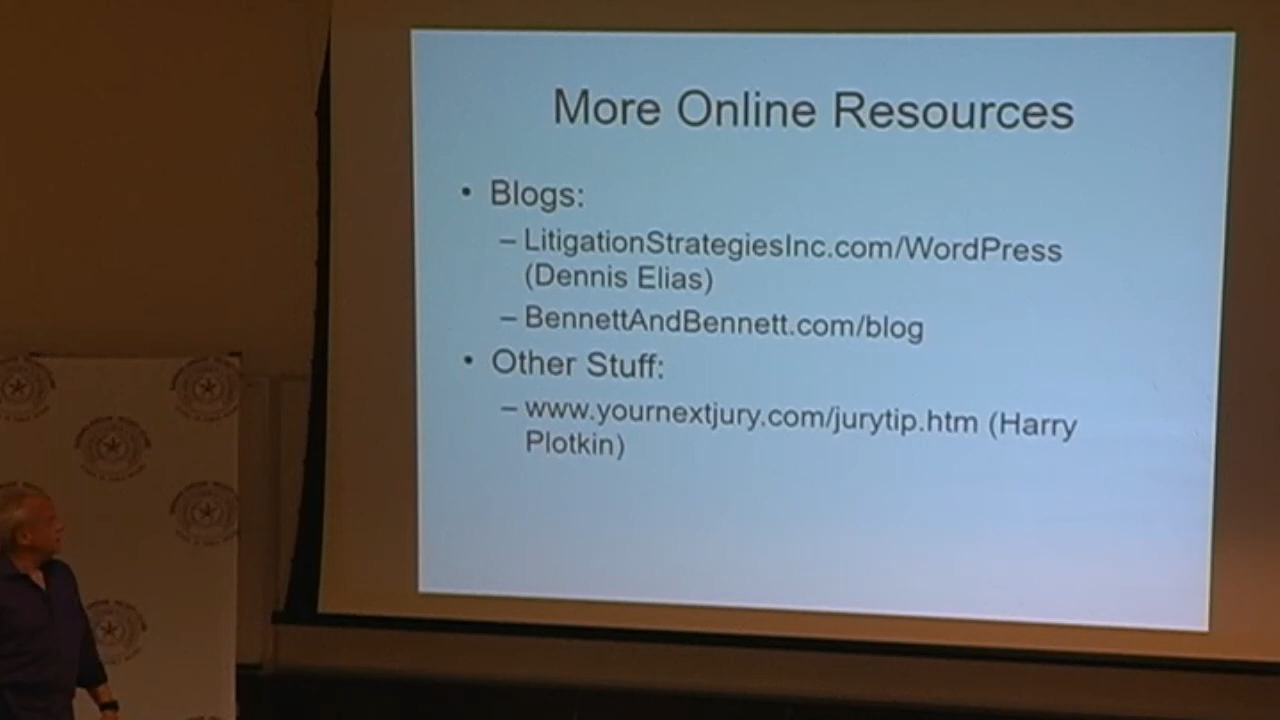 More Online Resources
• Blogs:
– LitigationStrategiesInc.com/WordPress
(Dennis Elias)
– BennettAndBennett.com/blog
• Other Stuff:
– www.yournextjury.com/jurytip.htm (Harry
Plotkin)